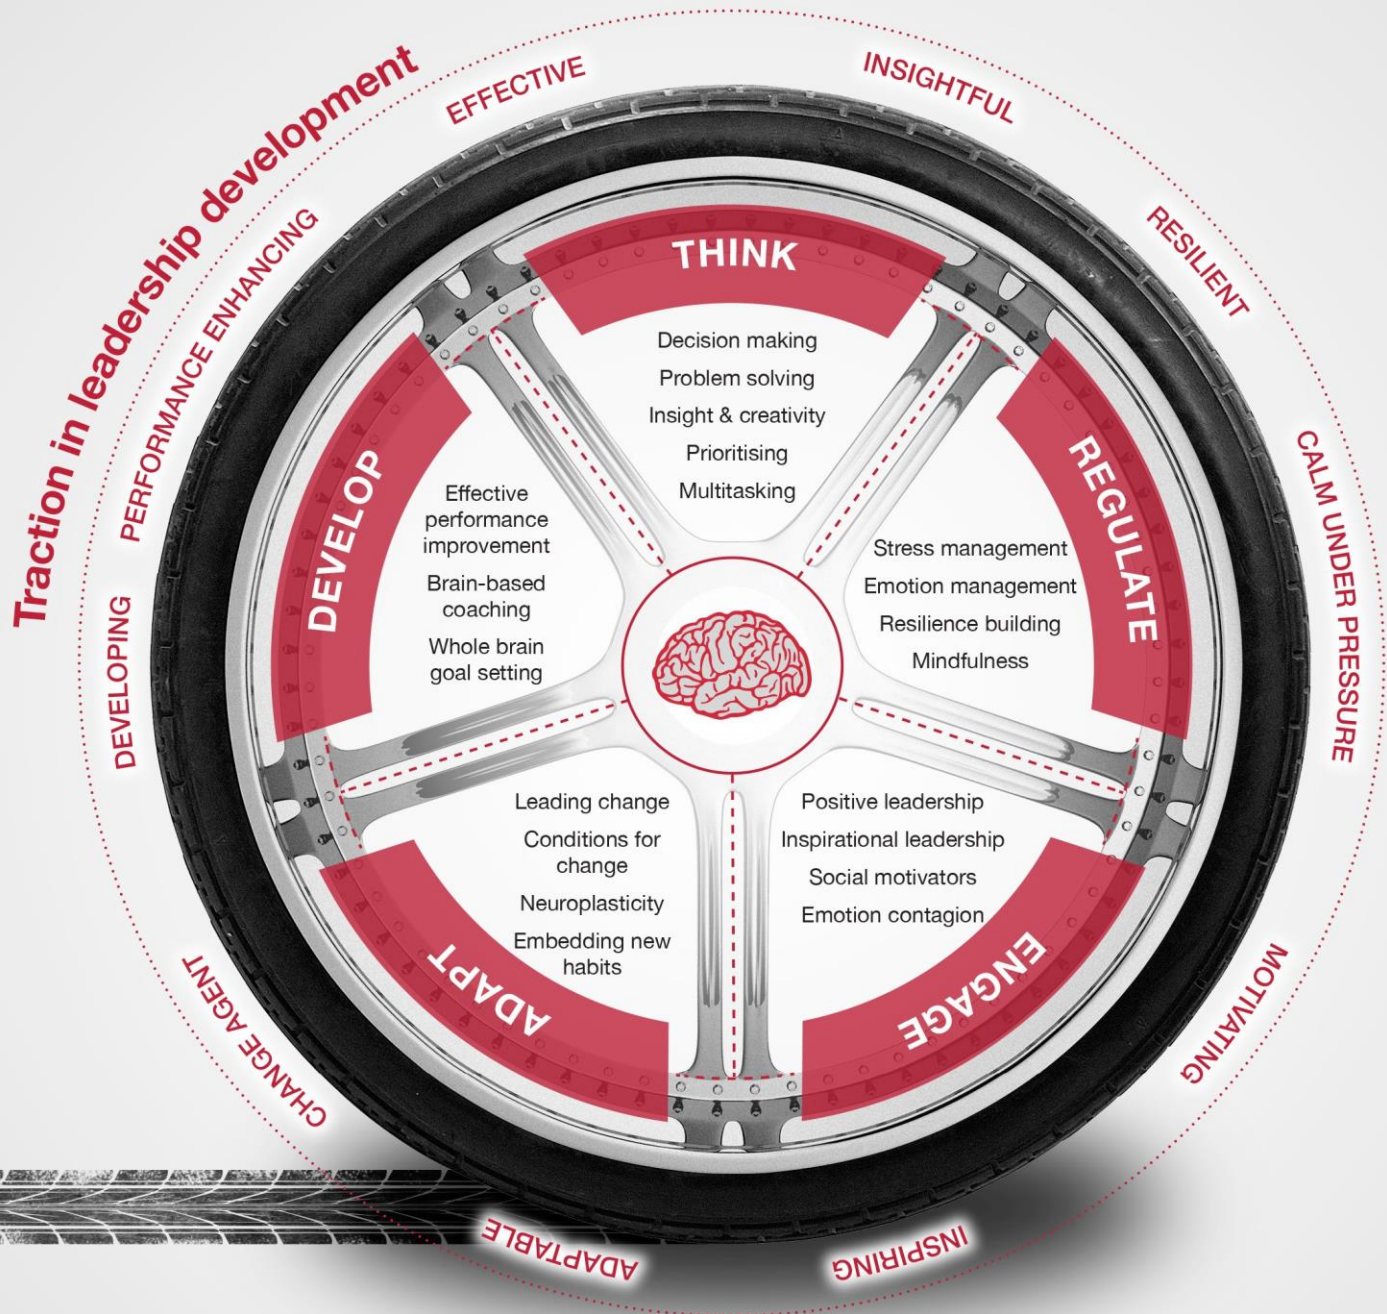 Traction in leadership development
EFFECTIVE
INSIGHTFUL
RESILIENT
CALM UNDER PRESSURE
MOTIVATING
INSPIRING
ADAPTABLE
CHANGE AGENT
DEVELOPING
PERFORMANCE ENHANCING
THINK
Decision making
Problem solving
Insight & creativity
Prioritising
Multitasking
REGULATE
Stress management
Emotion management
Resilience building
Mindfulness
ENGAGE
Positive leadership
Inspirational leadership
Social motivators
Emotion contagion
ADAPT
Leading change
Conditions for
change
Neuroplasticity
Embedding new
habits
DEVELOP
Effective
performance
improvement
Brain-based
coaching
Whole brain
goal setting